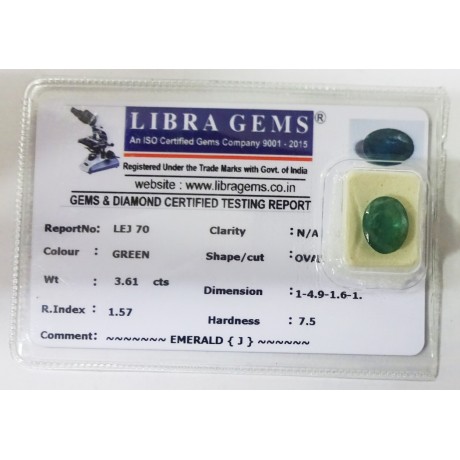 LIBRA GEMS®
An ISO Certified Gems Company 9001 - 2015
Registered Under the Trade Marks with Govt. of India
website : www.libragems.co.in
GEMS & DIAMOND CERTIFIED TESTING REPORT
ReportNo: LEJ 70 Clarity : N/A
Colour : GREEN Shape/cut : OVAL
Wt : 3.61 cts Dimension : 1-4.9-1.6-1.
R.Index : 1.57 Hardness : 7.5
Comment: ~~~~~~~ EMERALD { J } ~~~~~~